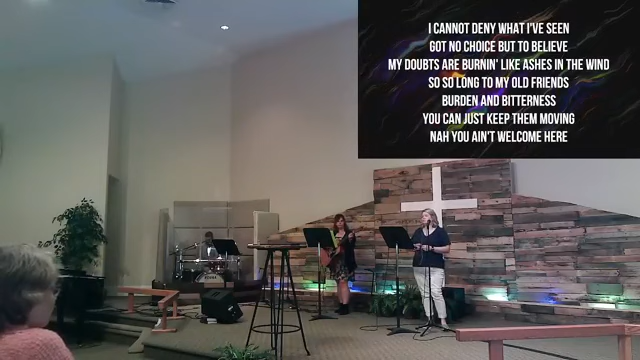 I CANNOT DENY WHAT I'VE SEEN
GOT NO CHOICE BUT TO BELIEVE
MY DOUBTS ARE BURNIN' LIKE ASHES IN THE WIND
SO SO LONG TO MY OLD FRIENDS
BURDEN AND BITTERNESS
YOU CAN JUST KEEP THEM MOVING
NAH YOU AIN'T WELCOME HERE